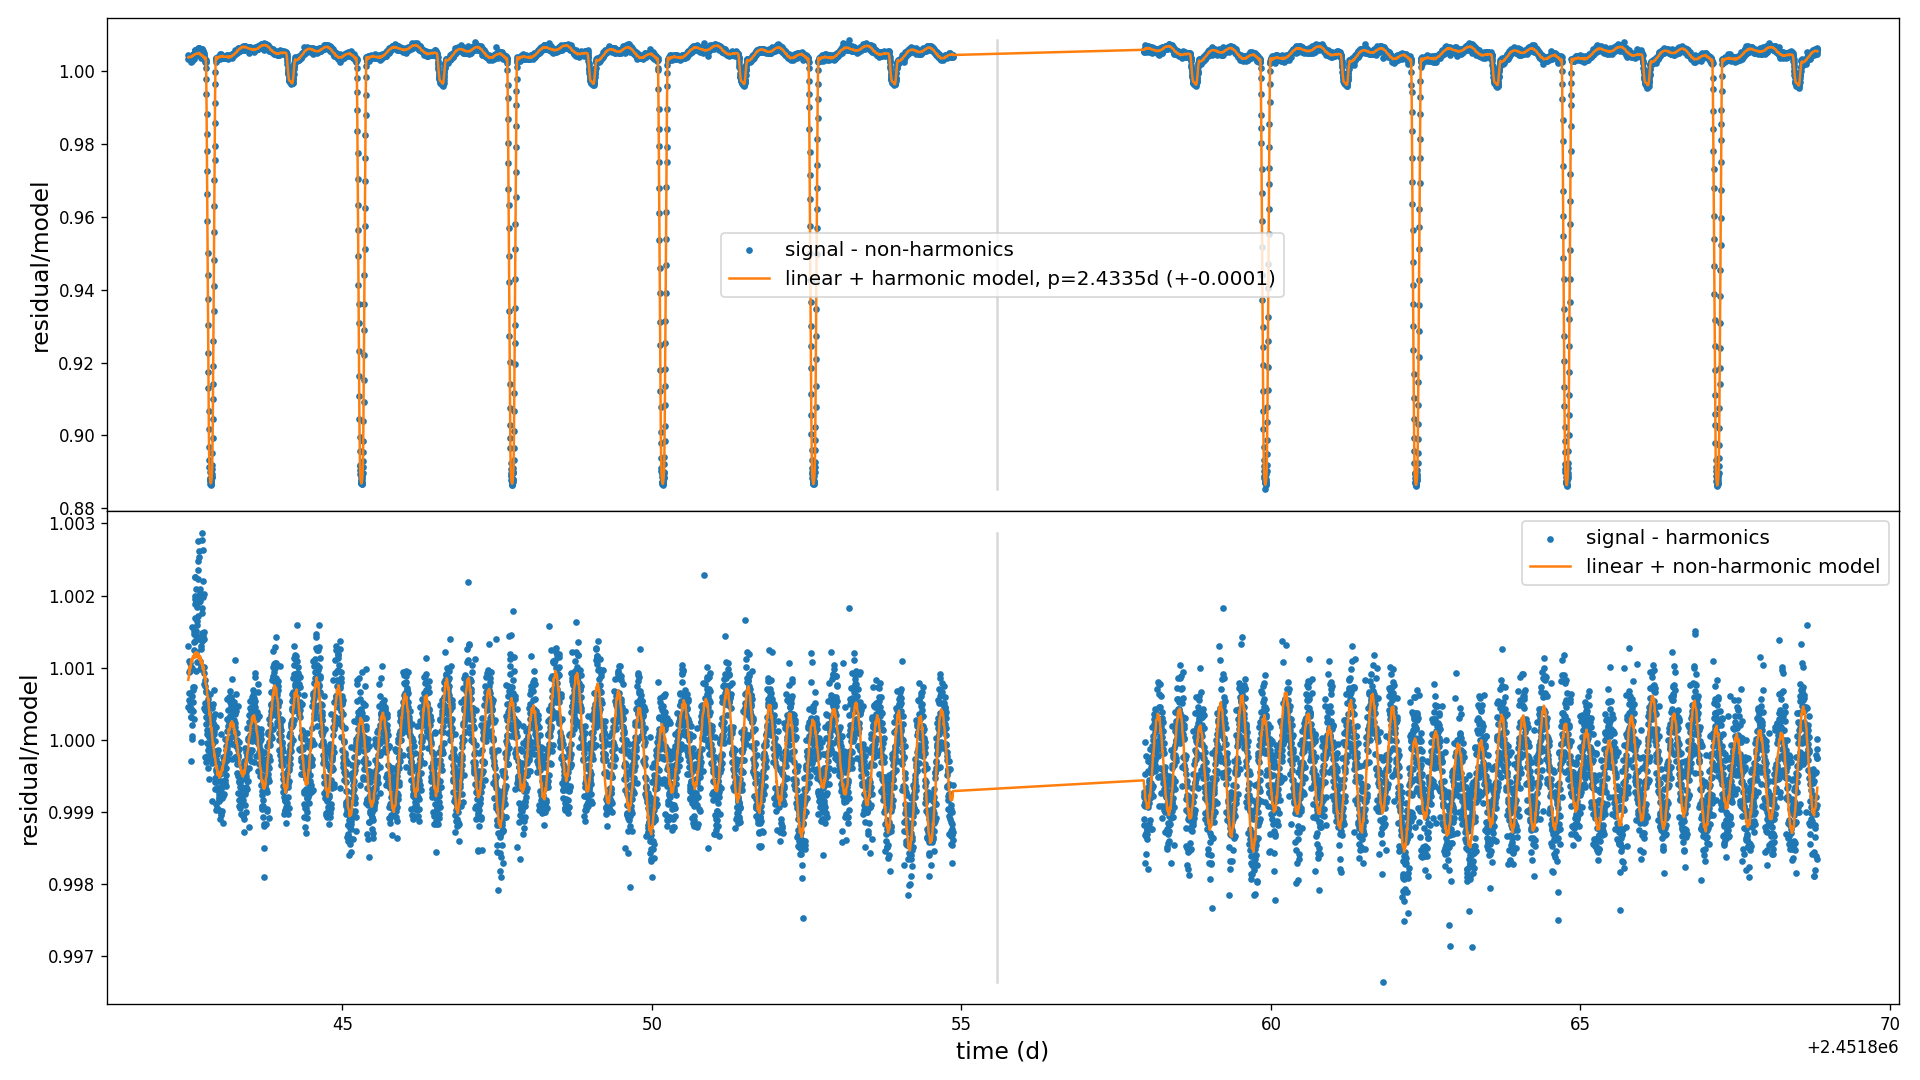 1.00
0.98
0.96
0.94
0.92
0.90
0.88
residual/model
signal - non-harmonics
linear + harmonic model, p=2.4335d (+-0.0001)
1.003
1.002
1.001
1.000
0.999
0.998
0.997
residual/model
signal - harmonics
linear + non-harmonic model
45 50 55 60 65 70
time (d)
+2.4518e6